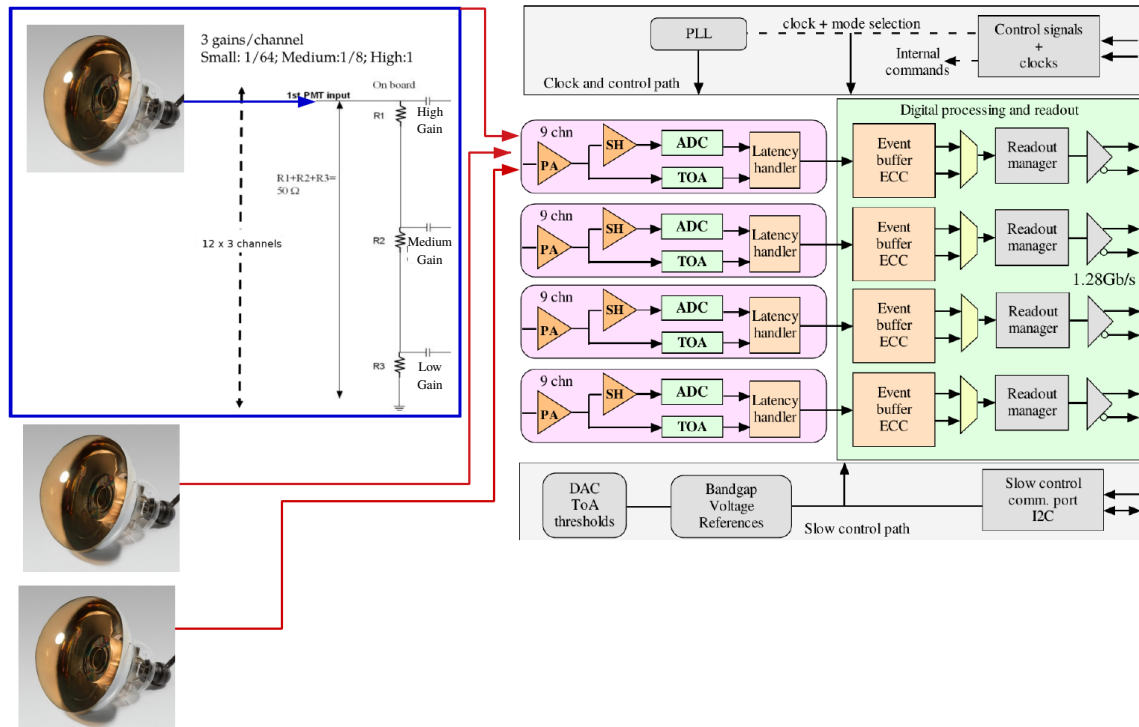 3 gains/channel
Small: 1/64; Medium:1/8; High:1
On board
1st PMT input
R1
High
Gain
R1+R2+R3=
50 Ω
12 x 3 channels
R2
Medium
Gain
R3
Low
Gain
PLL
clock + mode selection
Control signals
+
clocks
Internal
commands
Clock and control path
Digital processing and readout
9 chn
PA
SH
ADC
TOA
Latency
handler
Event
buffer
ECC
Readout
manager
9 chn
PA
SH
ADC
TOA
Latency
handler
Event
buffer
ECC
Readout
manager
1.28Gb/s
9 chn
PA
SH
ADC
TOA
Latency
handler
Event
buffer
ECC
Readout
manager
9 chn
PA
SH
ADC
TOA
Latency
handler
Event
buffer
ECC
Readout
manager
DAC
ToA
thresholds
Bandgap
Voltage
References
Slow control
comm. port
I2C
Slow control path